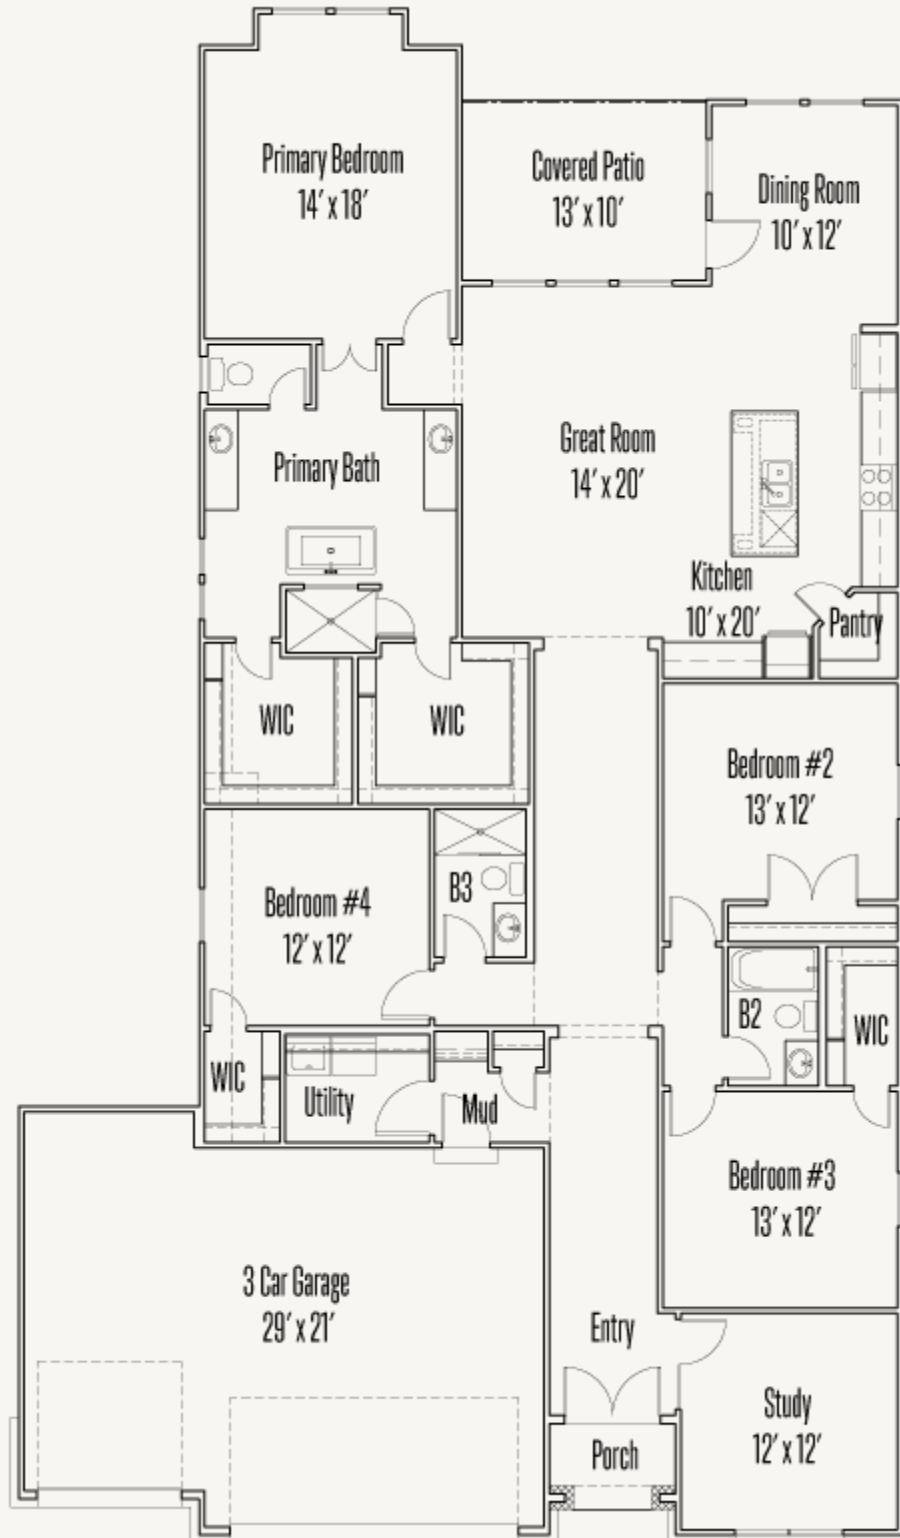 Primary Bedroom
14' x 18'
Covered Patio
13' x 10'
Dining Room
10' x 12'
Great Room
14' x 20'
Primary Bath
Kitchen
10' x 20'
Pantry
WIC
WIC
Bedroom #2
13' x 12'
Bedroom #4
12' x 12'
B3
B2
WIC
WIC
Utility
Mud
Bedroom #3
13' x 12'
3 Car Garage
29' x 21'
Entry
Study
12' x 12'
Porch